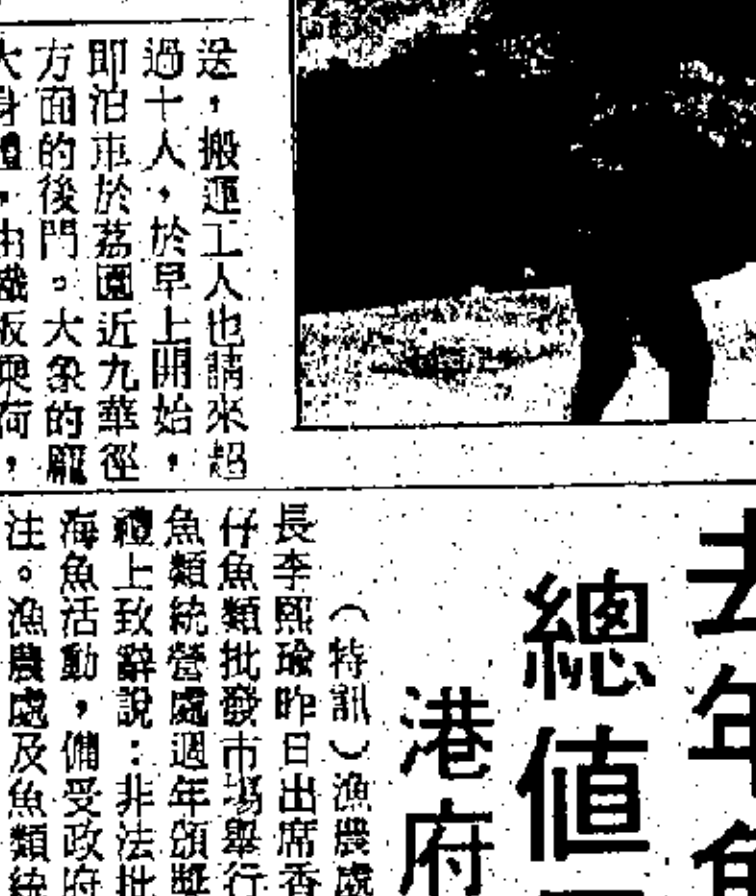 送，搬運工人也請來超
過十人，於早上開始，
即泊車於荔園近九華徑
方面的後門。大象的龐
大身體，由鐵板乘荷，
去年魚
總值
港府
（特訊）漁農處
長李熙瑜昨日出席香
仔魚類批發市場舉行
魚類統營處週年頒獎
禮上致辭說：非法批
海魚活動，備受政府
注。漁農處及魚類統